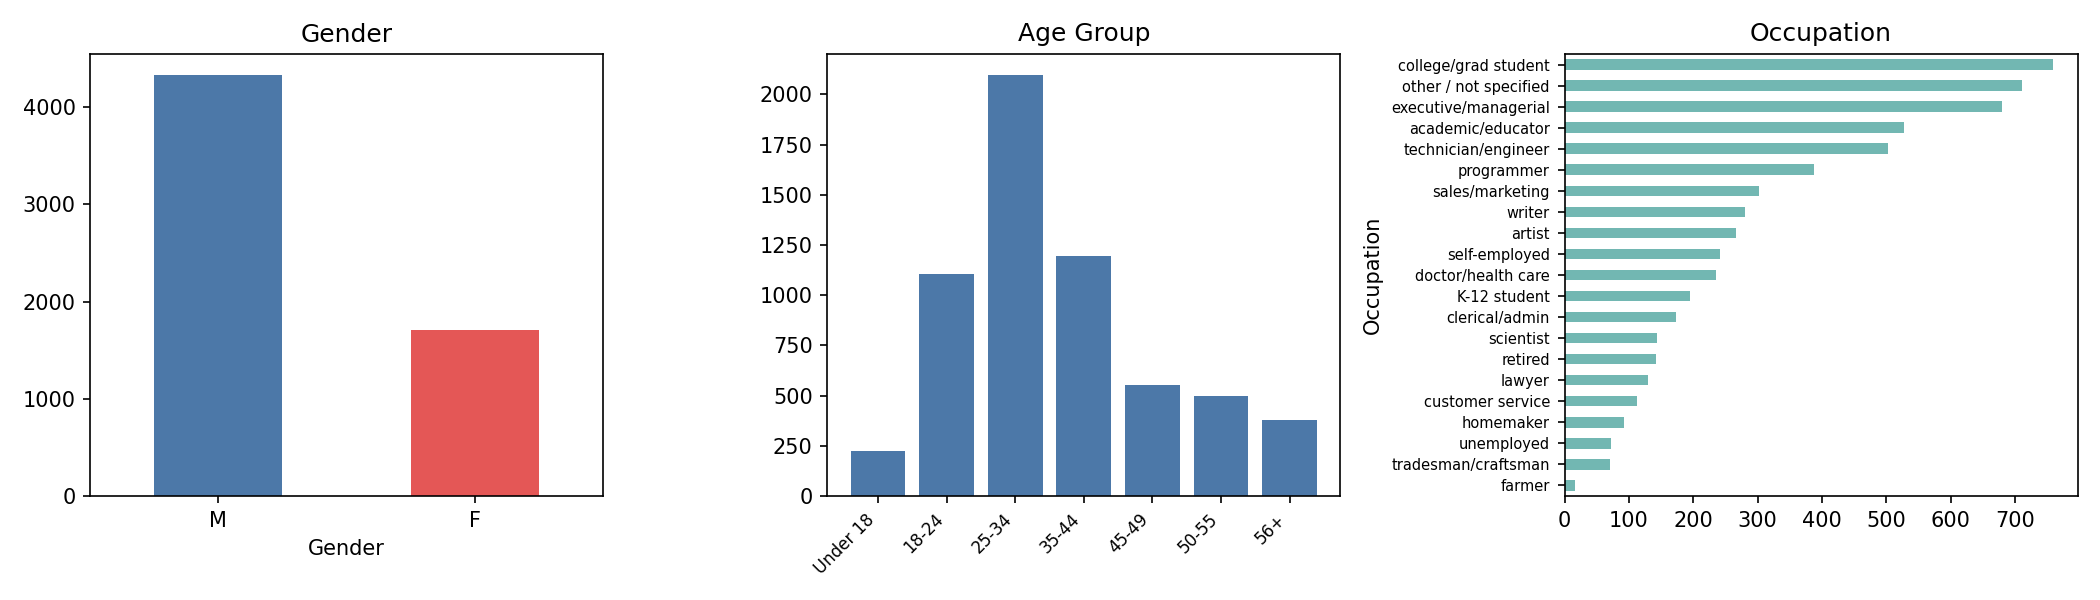 Gender
4000
3000
2000
1000
0
M F
Gender
Age Group
2000
1750
1500
1250
1000
750
500
250
0
Under 18
18-24
25-34
35-44
45-49
50-55
56+
Occupation
Occupation
college/grad student
other / not specified
executive/managerial
academic/educator
technician/engineer
programmer
sales/marketing
writer
artist
self-employed
doctor/health care
K-12 student
clerical/admin
scientist
retired
lawyer
customer service
homemaker
unemployed
tradesman/craftsman
farmer
0 100 200 300 400 500 600 700